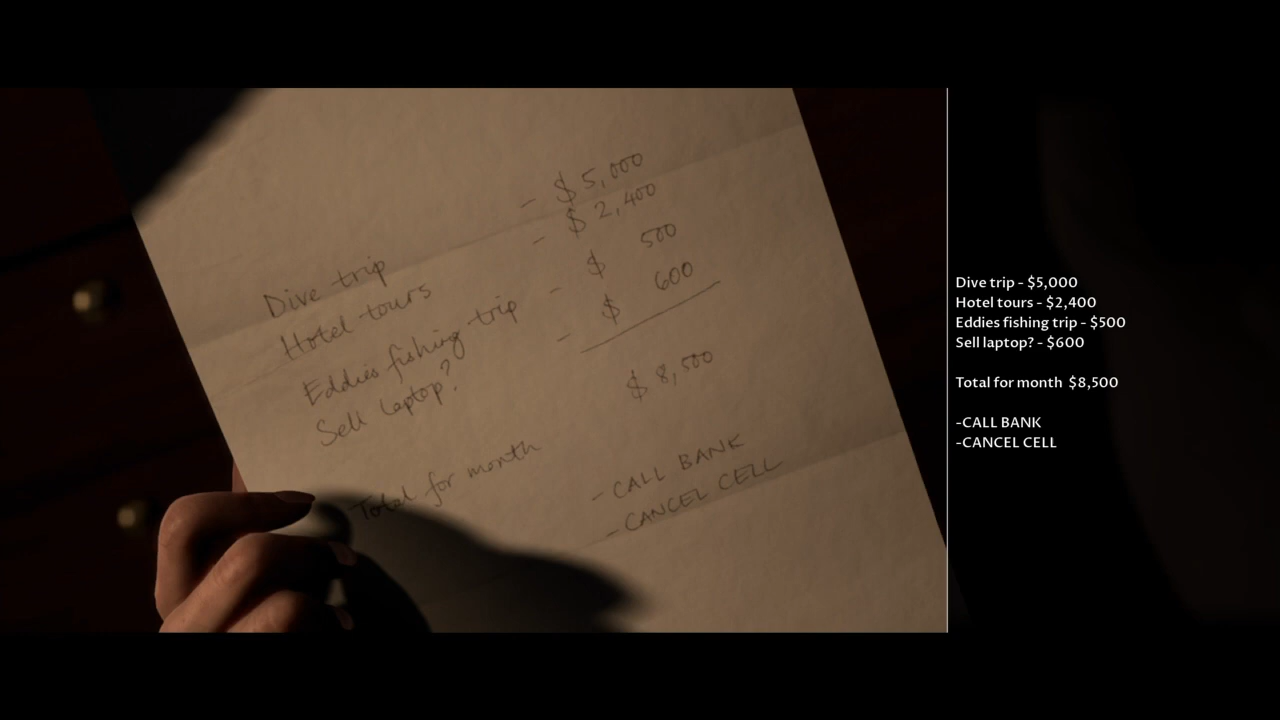 Dive trip - $5,000
Hotel tours - $2,400
Eddies fishing trip - $ 500
Sell laptop? - $ 600
$ 8,500
Total for month
- CALL BANK
- CANCEL CELL
Dive trip - $5,000
Hotel tours - $2,400
Eddies fishing trip - $500
Sell laptop? - $600
Total for month $8,500
-CALL BANK
-CANCEL CELL